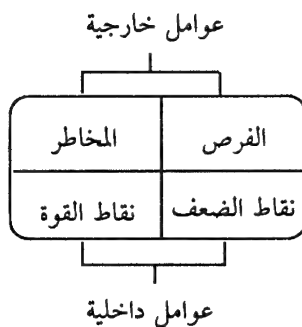 عوامل خارجية
الفرص
المخاطر
نقاط الضعف
نقاط القوة
عوامل داخلية